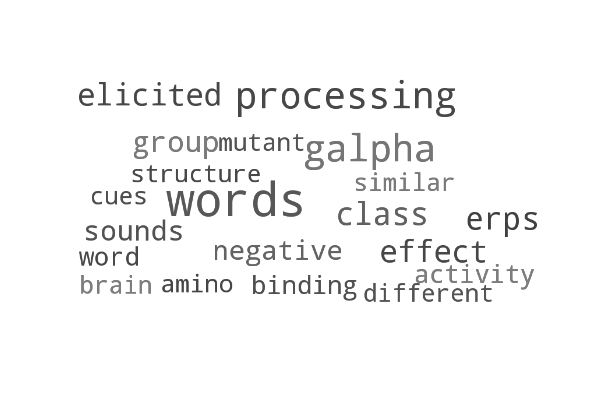 elicited processing
group mutant galpha
structure similar
cues words class erps
sounds
word negative effect
brain amino binding different activity